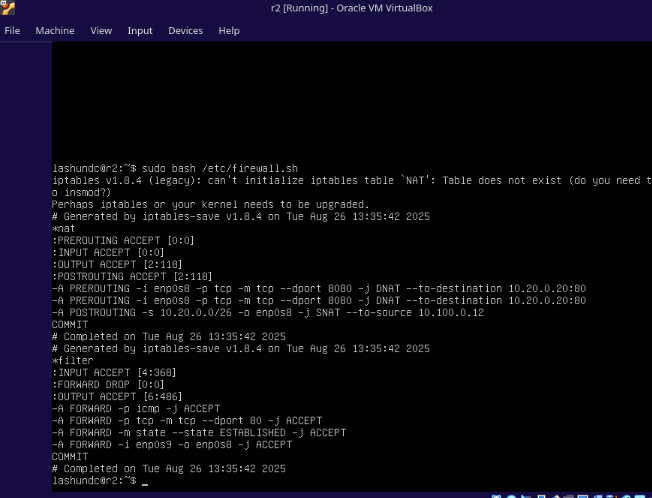 r2 [Running] - Oracle VM VirtualBox
File Machine View Input Devices Help
lashundc@r2:~$ sudo bash /etc/firewall.sh
iptables v1.8.4 (legacy): can't initialize iptables table `NAT': Table does not exist (do you need t
o insmod?)
Perhaps iptables or your kernel needs to be upgraded.
# Generated by iptables-save v1.8.4 on Tue Aug 26 13:35:42 2025
*nat
:PREROUTING ACCEPT [0:0]
:INPUT ACCEPT [0:0]
:OUTPUT ACCEPT [2:118]
:POSTROUTING ACCEPT [2:118]
-A PREROUTING -i enp0s8 -p tcp -m tcp --dport 8080 -j DNAT --to-destination 10.20.0.20:80
-A PREROUTING -i enp0s8 -p tcp -m tcp --dport 8080 -j DNAT --to-destination 10.20.0.20:80
-A POSTROUTING -s 10.20.0.0/26 -o enp0s8 -j SNAT --to-source 10.100.0.12
COMMIT
# Completed on Tue Aug 26 13:35:42 2025
# Generated by iptables-save v1.8.4 on Tue Aug 26 13:35:42 2025
*filter
:INPUT ACCEPT [4:368]
:FORWARD DROP [0:0]
:OUTPUT ACCEPT [6:486]
-A FORWARD -p icmp -j ACCEPT
-A FORWARD -p tcp -m tcp --dport 80 -j ACCEPT
-A FORWARD -m state --state ESTABLISHED -j ACCEPT
-A FORWARD -i enp0s9 -o enp0s8 -j ACCEPT
COMMIT
# Completed on Tue Aug 26 13:35:42 2025
lashundc@r2:~$ _